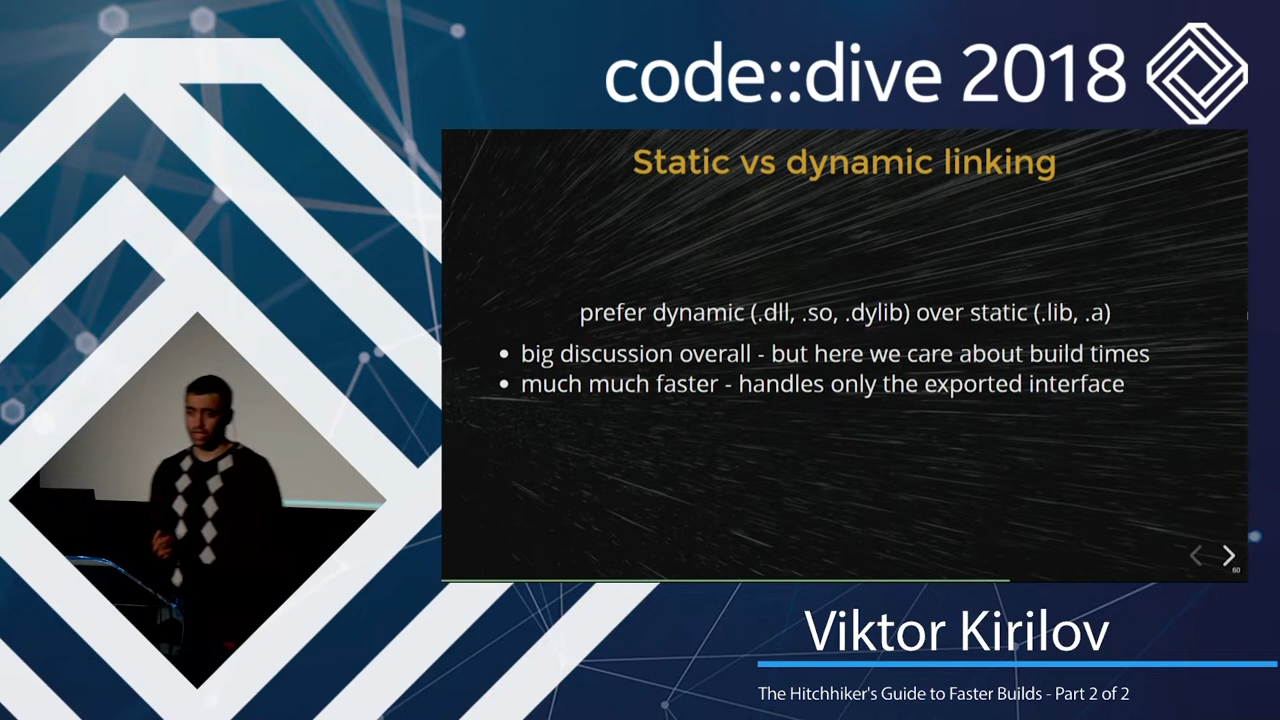 code::dive 2018
Static vs dynamic linking
prefer dynamic (.dll, .so, .dylib) over static (.lib, .a)
• big discussion overall - but here we care about build times
• much much faster - handles only the exported interface
60
Viktor Kirilov
The Hitchhiker's Guide to Faster Builds - Part 2 of 2